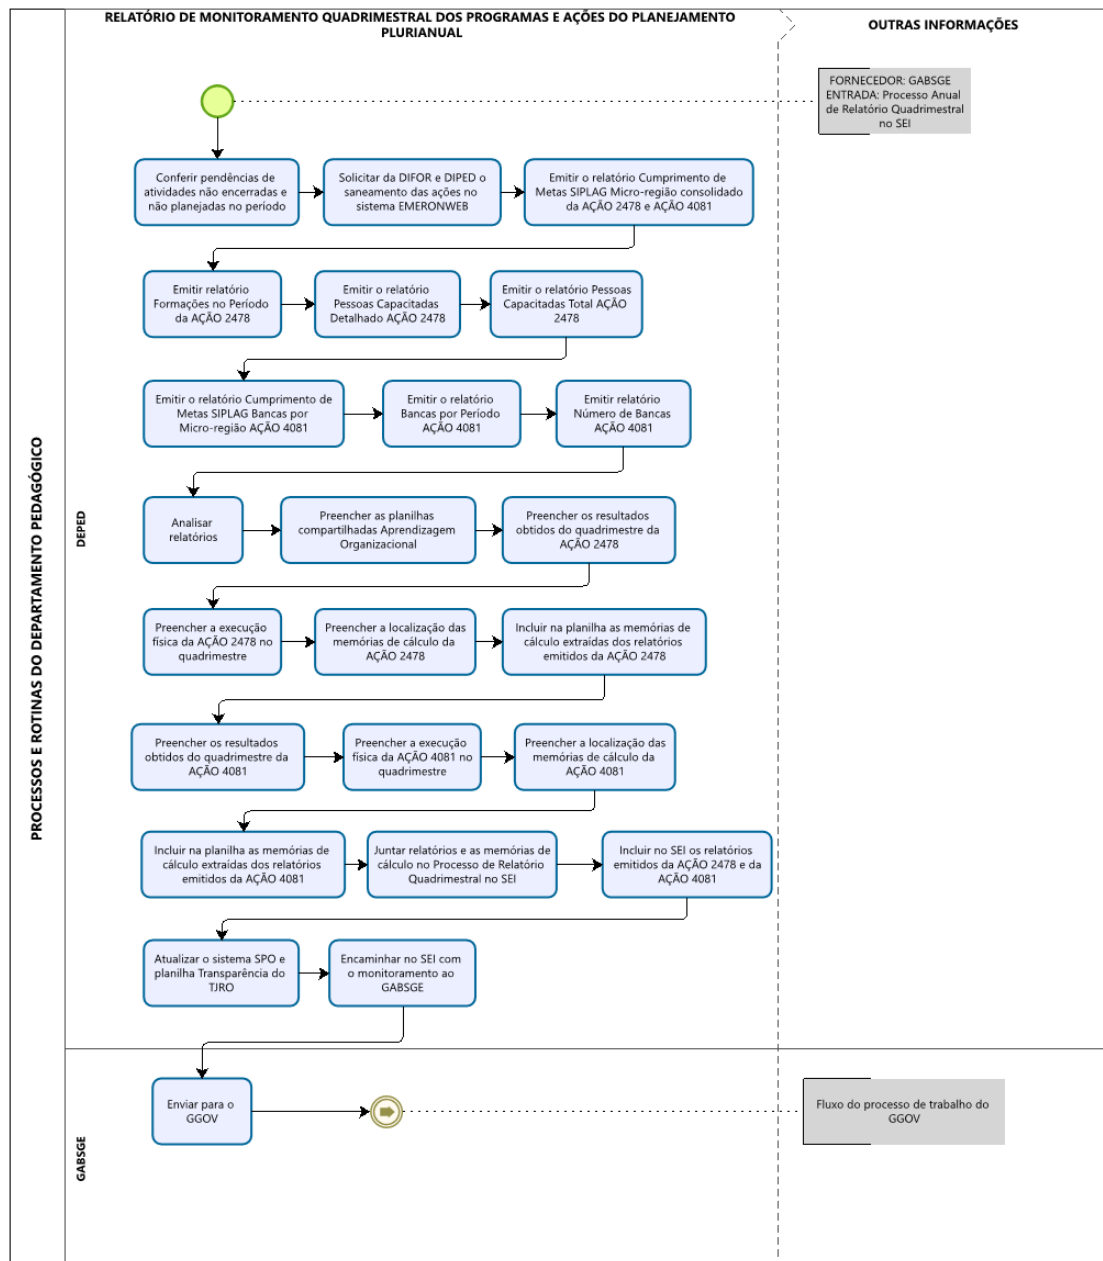 RELATÓRIO DE MONITORAMENTO QUADRIMESTRAL DOS PROGRAMAS E AÇÕES DO PLANEJAMENTO
PLURIANUAL
OUTRAS INFORMAÇÕES
PROCESSOS E ROTINAS DO DEPARTAMENTO PEDAGÓGICO
DEPED
FORNECEDOR: GABSGE
ENTRADA: Processo Anual
de Relatório Quadrimestral
no SEI
Conferir pendências de
atividades não encerradas e
não planejadas no período
Solicitar da DIFOR e DIPED o
saneamento das ações no
sistema EMERONWEB
Emitir o relatório Cumprimento de
Metas SIPLAG Micro-região consolidado
da AÇÃO 2478 e AÇÃO 4081
Emitir relatório
Formações no Período
da AÇÃO 2478
Emitir o relatório
Pessoas Capacitadas
Detalhado AÇÃO 2478
Emitir o relatório Pessoas
Capacitadas Total AÇÃO
2478
Emitir o relatório Cumprimento de
Metas SIPLAG Bancas por
Micro-região AÇÃO 4081
Emitir o relatório
Bancas por Período
AÇÃO 4081
Emitir relatório
Número de Bancas
AÇÃO 4081
Analisar
relatórios
Preencher as planilhas
compartilhadas Aprendizagem
Organizacional
Preencher os resultados
obtidos do quadrimestre da
AÇÃO 2478
Preencher a execução
física da AÇÃO 2478 no
quadrimestre
Preencher a localização das
memórias de cálculo da
AÇÃO 2478
Incluir na planilha as memórias de
cálculo extraídas dos relatórios
emitidos da AÇÃO 2478
Preencher os resultados
obtidos do quadrimestre da
AÇÃO 4081
Preencher a execução
física da AÇÃO 4081 no
quadrimestre
Preencher a localização das
memórias de cálculo da
AÇÃO 4081
Incluir na planilha as memórias de
cálculo extraídas dos relatórios
emitidos da AÇÃO 4081
Juntar relatórios e as memórias de
cálculo no Processo de Relatório
Quadrimestral no SEI
Incluir no SEI os relatórios
emitidos da AÇÃO 2478 e da
AÇÃO 4081
Atualizar o sistema SPO e
planilha Transparência do
TJRO
Encaminhar no SEI com
o monitoramento ao
GABSGE
GABSGE
Enviar para o
GGOV
Fluxo do processo de trabalho do
GGOV